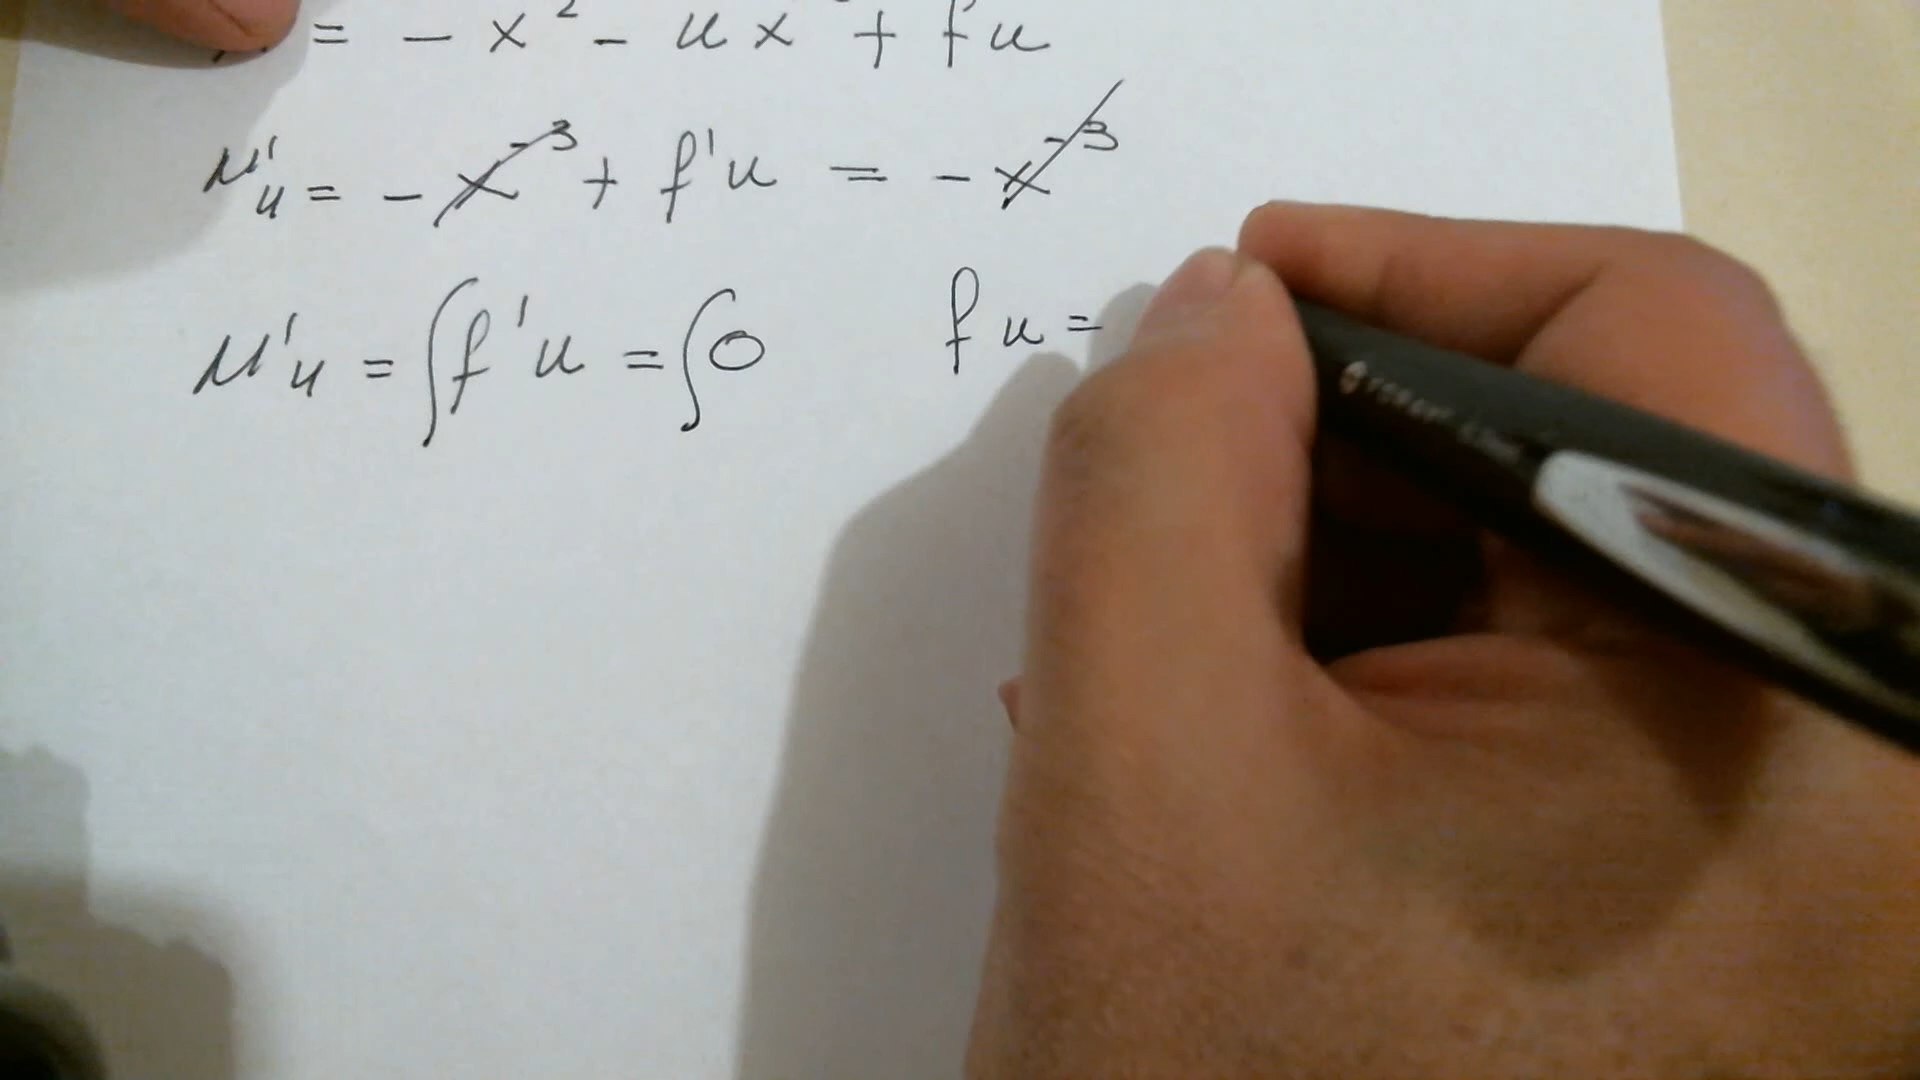 = - x² - u x + f u
μ'u = - x⁻³ + f'u = - x⁻³
μ'u = ∫f'u = ∫0 f u =